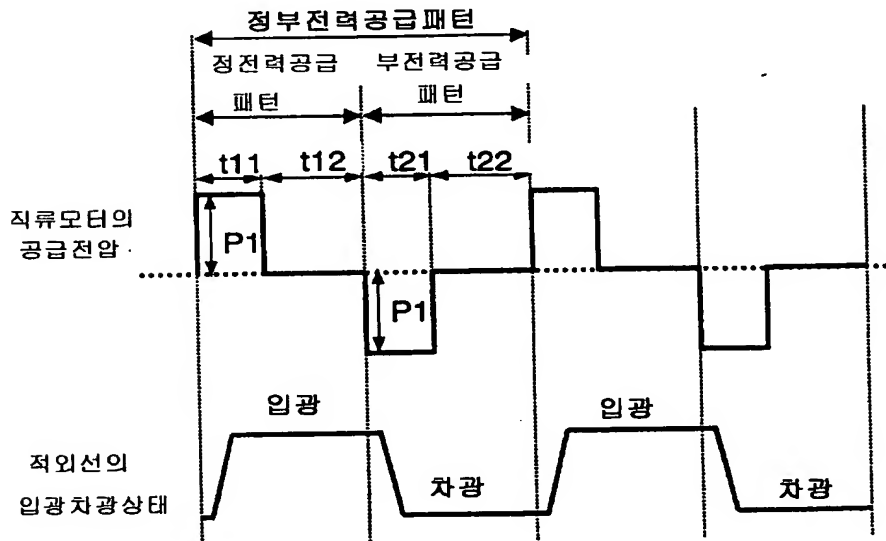 정부전력공급패턴
정전력공급
패턴
부전력공급
패턴
t11
t12
t21
t22
직류모터의
공급전압
P1
P1
입광
입광
적외선의
입광차광상태
차광
차광